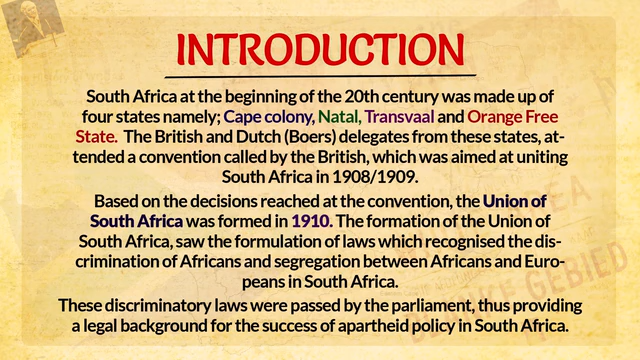 INTRODUCTION
South Africa at the beginning of the 20th century was made up of
four states namely; Cape colony, Natal, Transvaal and Orange Free
State. The British and Dutch (Boers) delegates from these states, at-
tended a convention called by the British, which was aimed at uniting
South Africa in 1908/1909.
Based on the decisions reached at the convention, the Union of
South Africa was formed in 1910. The formation of the Union of
South Africa, saw the formulation of laws which recognised the dis-
crimination of Africans and segregation between Africans and Euro-
peans in South Africa.
These discriminatory laws were passed by the parliament, thus providing
a legal background for the success of apartheid policy in South Africa.
GEBIED